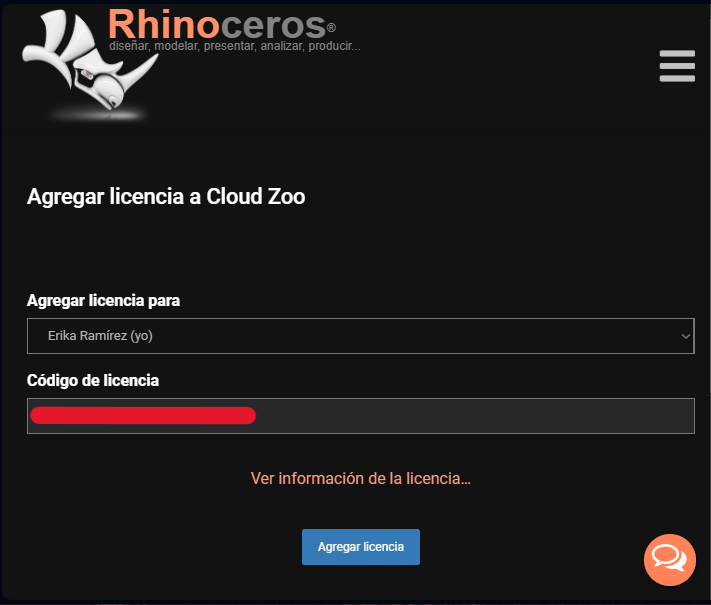 Rhinoceros®
diseñar, modelar, presentar, analizar, producir...
Agregar licencia a Cloud Zoo
Agregar licencia para
Erika Ramírez (yo)
Código de licencia
Ver información de la licencia...
Agregar licencia